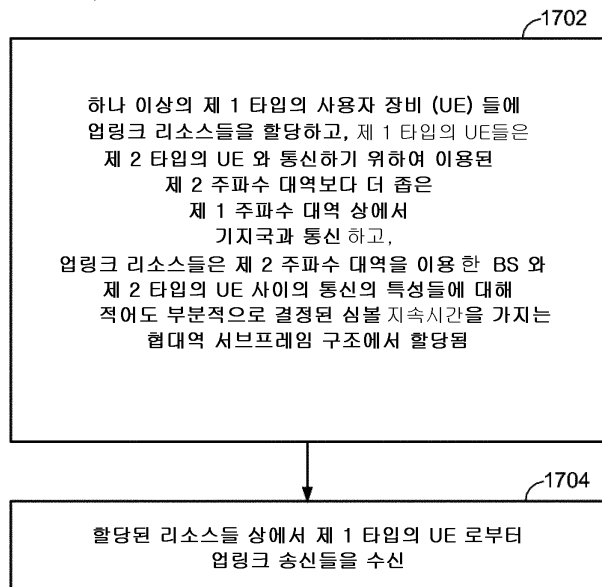 1702
하나 이상의 제 1 타입의 사용자 장비 (UE) 들에
업링크 리소스들을 할당하고, 제 1 타입의 UE들은
제 2 타입의 UE 와 통신하기 위하여 이용된
제 2 주파수 대역보다 더 좁은
제 1 주파수 대역 상에서
기지국과 통신 하고,
업링크 리소스들은 제 2 주파수 대역을 이용 한 BS 와
제 2 타입의 UE 사이의 통신의 특성들에 대해
적어도 부분적으로 결정된 심볼 지속시간을 가지는
협대역 서브프레임 구조에서 할당됨
1704
할당된 리소스들 상에서 제 1 타입의 UE 로부터
업링크 송신들을 수신